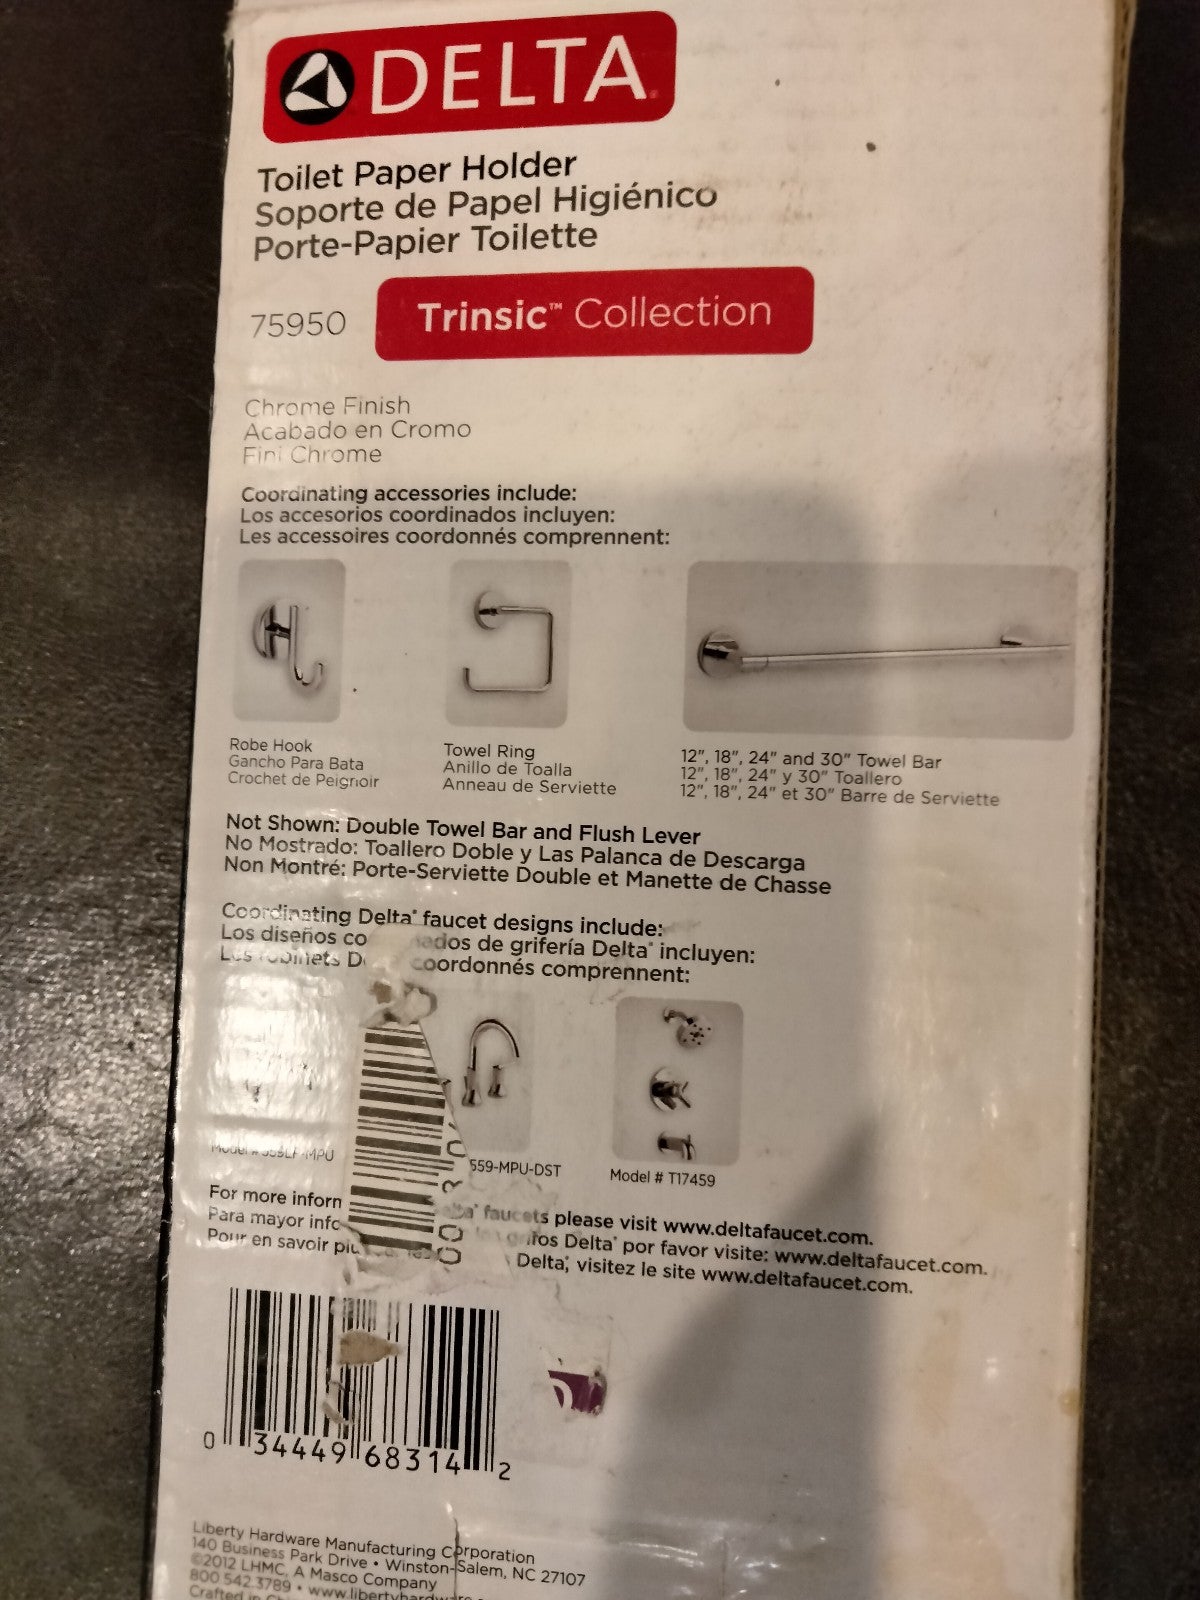 DELTA
Toilet Paper Holder
Soporte de Papel Higiénico
Porte-Papier Toilette
75950
Trinsic™ Collection
Chrome Finish
Acabado en Cromo
Fini Chrome
Coordinating accessories include:
Los accesorios coordinados incluyen:
Les accessoires coordonnés comprennent:
Robe Hook
Gancho Para Bata
Crochet de Peignoir
Towel Ring
Anillo de Toalla
Anneau de Serviette
12", 18", 24" and 30" Towel Bar
12", 18", 24" y 30" Toallero
12", 18", 24" et 30" Barre de Serviette
Not Shown: Double Towel Bar and Flush Lever
No Mostrado: Toallero Doble y Las Palanca de Descarga
Non Montré: Porte-Serviette Double et Manette de Chasse
Coordinating Delta® faucet designs include:
Los diseños de grifería Delta® incluyen:
coordonnés comprennent:
559-MPU-DST
Model # T17459
For more faucets please visit www.deltafaucet.com.
Para mayor Delta® por favor visite: www.deltafaucet.com.
Pour en savoir Delta®, visitez le site www.deltafaucet.com.
0 34449 68314 2
Liberty Hardware Manufacturing Corporation
140 Business Park Drive • Winston-Salem, NC 27107
©2012 LHMC, A Masco Company
800 542 3789 •
Crafted in